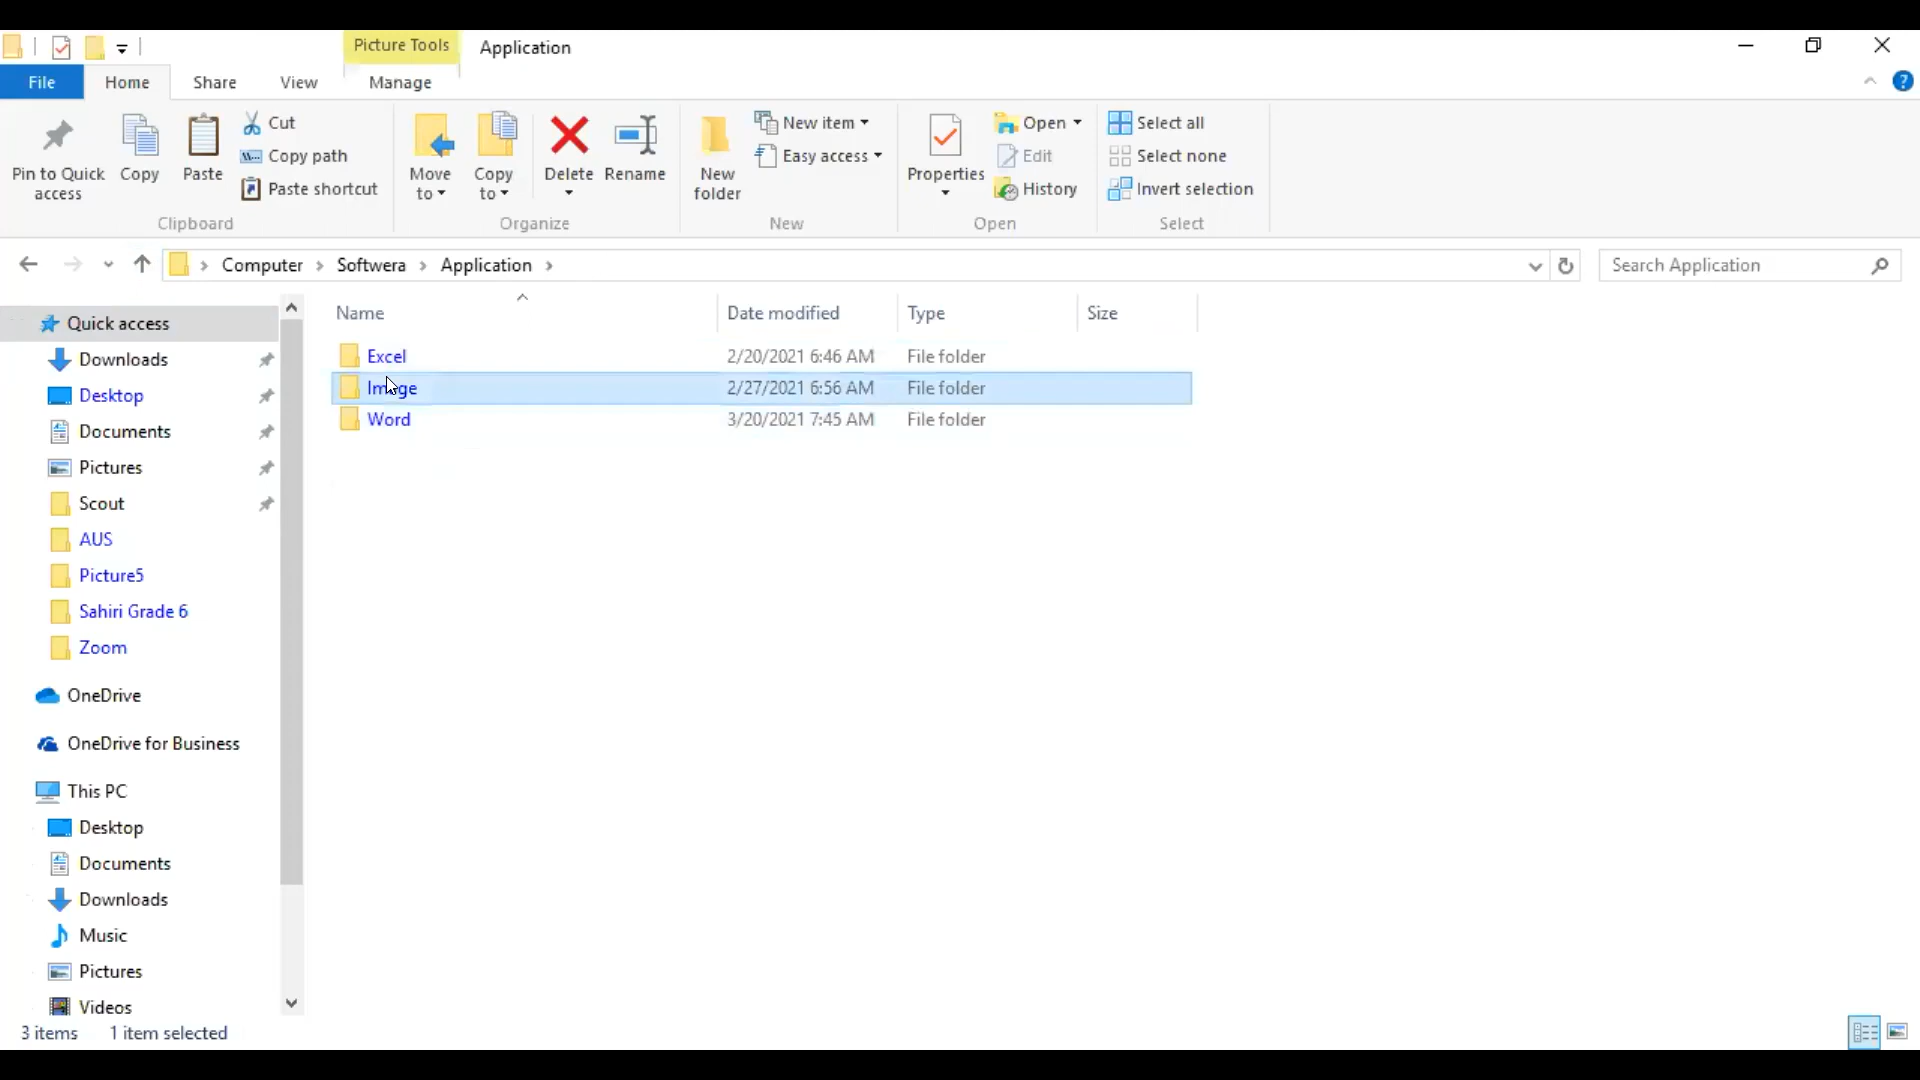 Picture Tools
Application
File
Home
Share
View
Manage
Pin to Quick access
Copy
Paste
Cut
Copy path
Paste shortcut
Clipboard
Move to
Copy to
Delete
Rename
Organize
New folder
New item
Easy access
New
Properties
Open
Edit
History
Open
Select all
Select none
Invert selection
Select
Computer
Softwera
Application
Search Application
Name
Date modified
Type
Size
Excel 2/20/2021 6:46 AM File folder
Image 2/27/2021 6:56 AM File folder
Word 3/20/2021 7:45 AM File folder
Quick access
Downloads
Desktop
Documents
Pictures
Scout
AUS
Picture5
Sahiri Grade 6
Zoom
OneDrive
OneDrive for Business
This PC
Desktop
Documents
Downloads
Music
Pictures
Videos
3 items 1 item selected